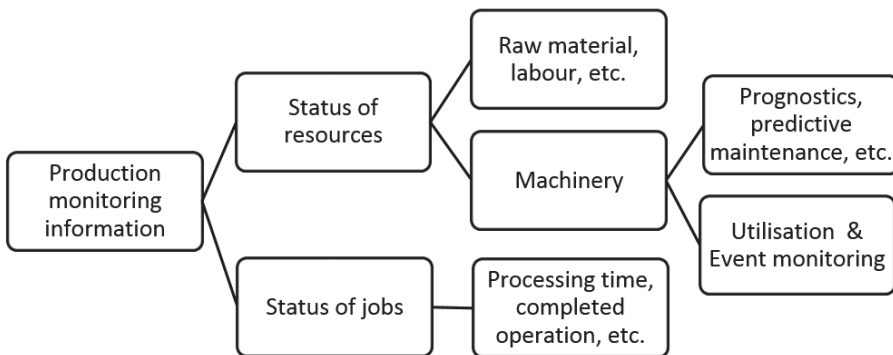 Production
monitoring
information
Status of
resources
Status of jobs
Raw material,
labour, etc.
Machinery
Processing time,
completed
operation, etc.
Prognostics,
predictive
maintenance, etc.
Utilisation &
Event monitoring